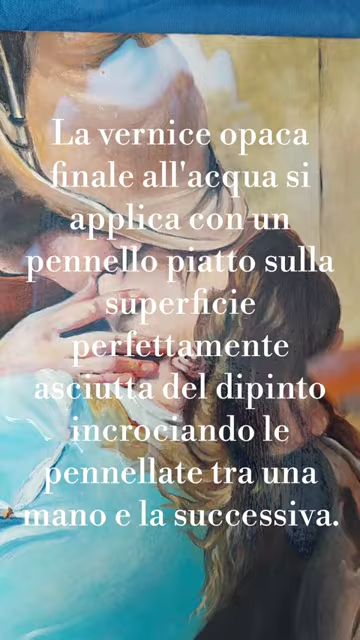 La vernice opaca
finale all'acqua si
applica con un
pennello piatto sulla
superficie
perfettamente
asciutta del dipinto
incrociando le
pennellate tra una
mano e la successiva.